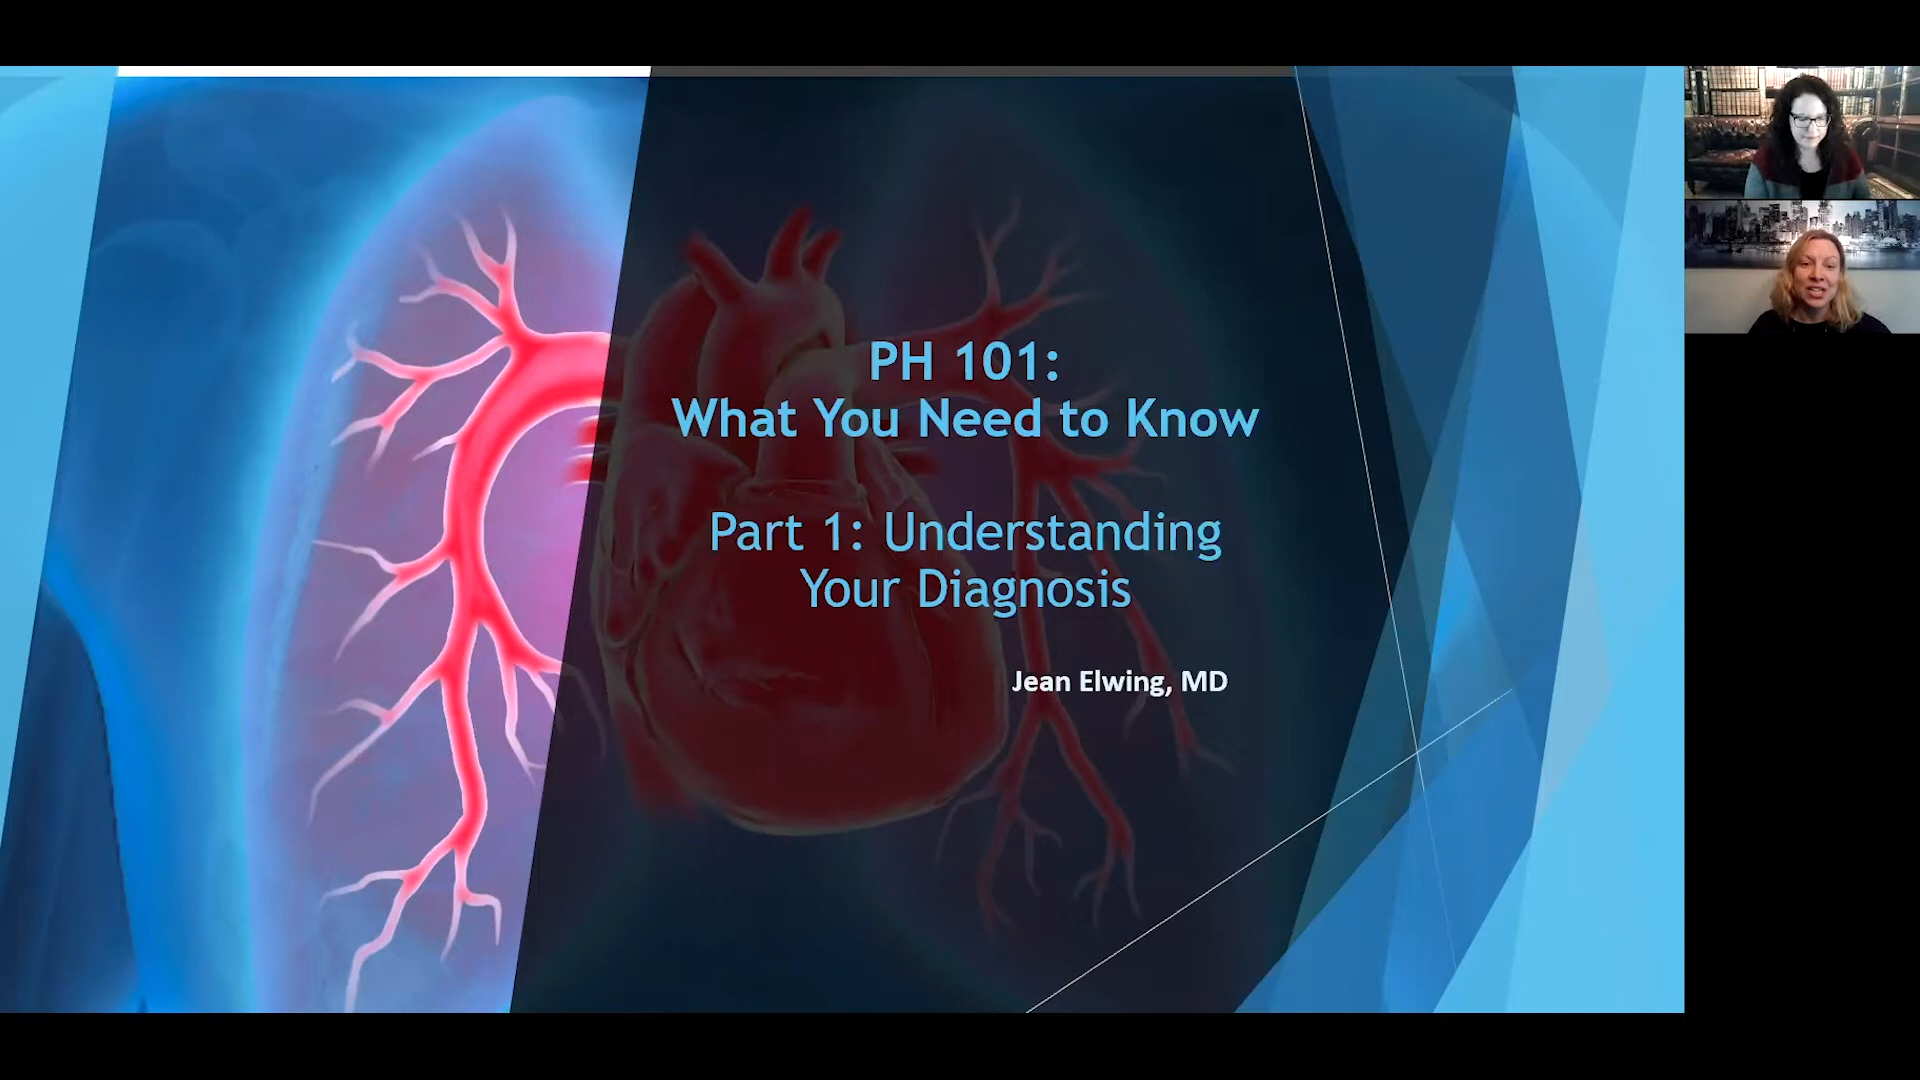 PH 101:
What You Need to Know
Part 1: Understanding
Your Diagnosis
Jean Elwing, MD